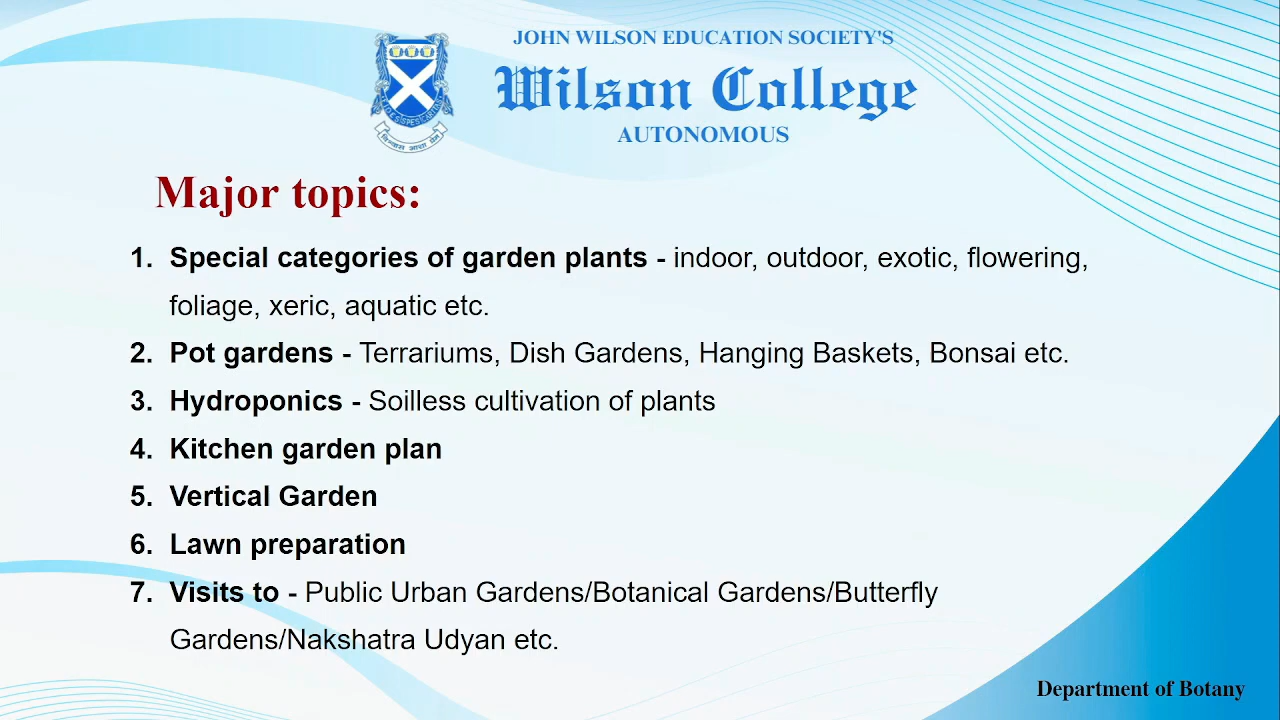 JOHN WILSON EDUCATION SOCIETY'S
Wilson College
AUTONOMOUS
विश्वास आशा प्रेम
Major topics:
1. Special categories of garden plants - indoor, outdoor, exotic, flowering,
foliage, xeric, aquatic etc.
2. Pot gardens - Terrariums, Dish Gardens, Hanging Baskets, Bonsai etc.
3. Hydroponics - Soilless cultivation of plants
4. Kitchen garden plan
5. Vertical Garden
6. Lawn preparation
7. Visits to - Public Urban Gardens/Botanical Gardens/Butterfly
Gardens/Nakshatra Udyan etc.
Department of Botany